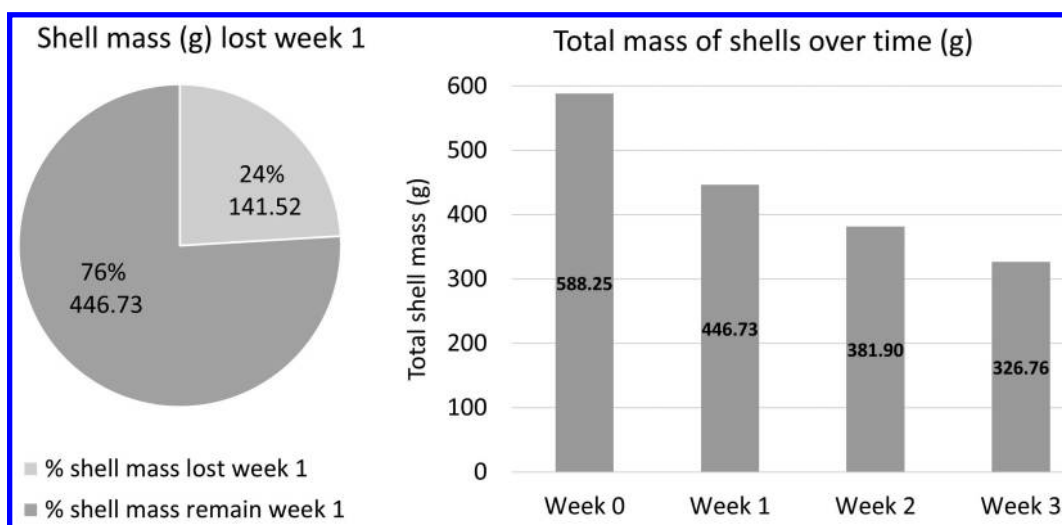 Shell mass (g) lost week 1
24%
141.52
76%
446.73
% shell mass lost week 1
% shell mass remain week 1
Total mass of shells over time (g)
Total shell mass (g)
600
500
400
300
200
100
0
588.25
446.73
381.90
326.76
Week 0
Week 1
Week 2
Week 3